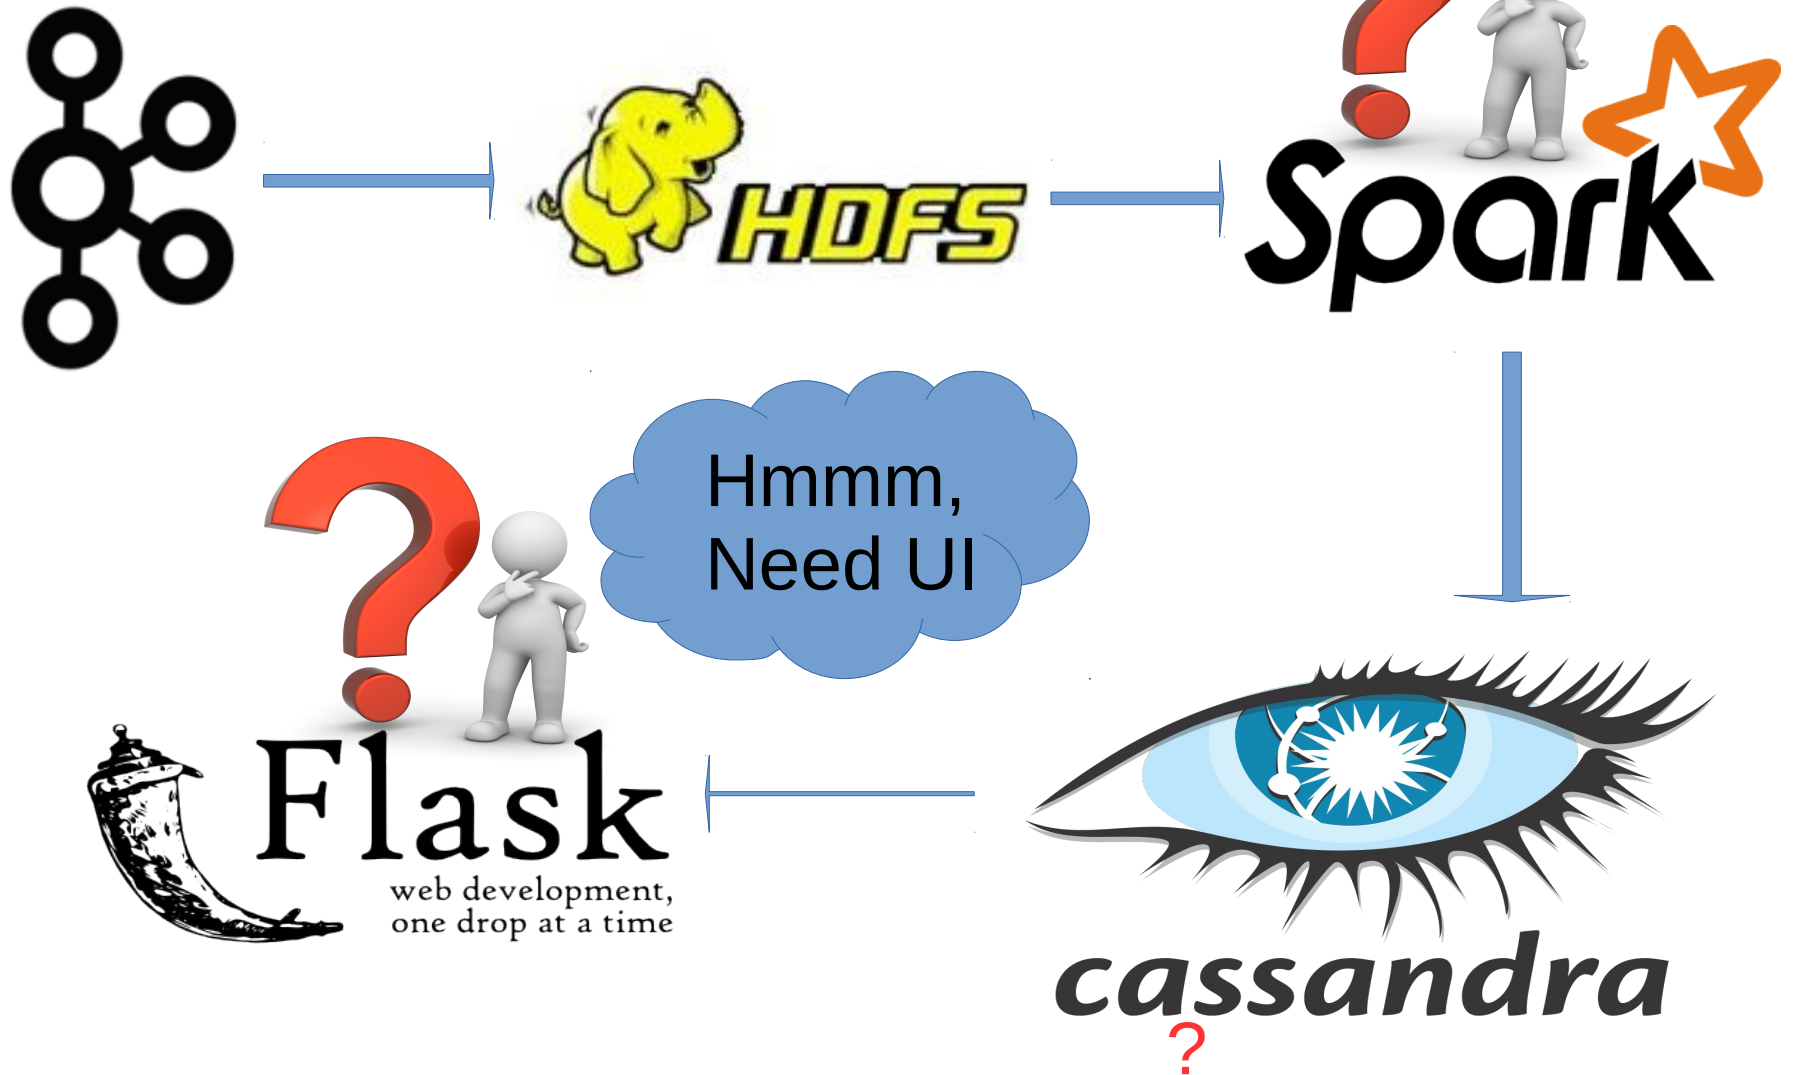 HDFS
Spark
Hmmm,
Need UI
Flask
web development,
one drop at a time
cassandra
?